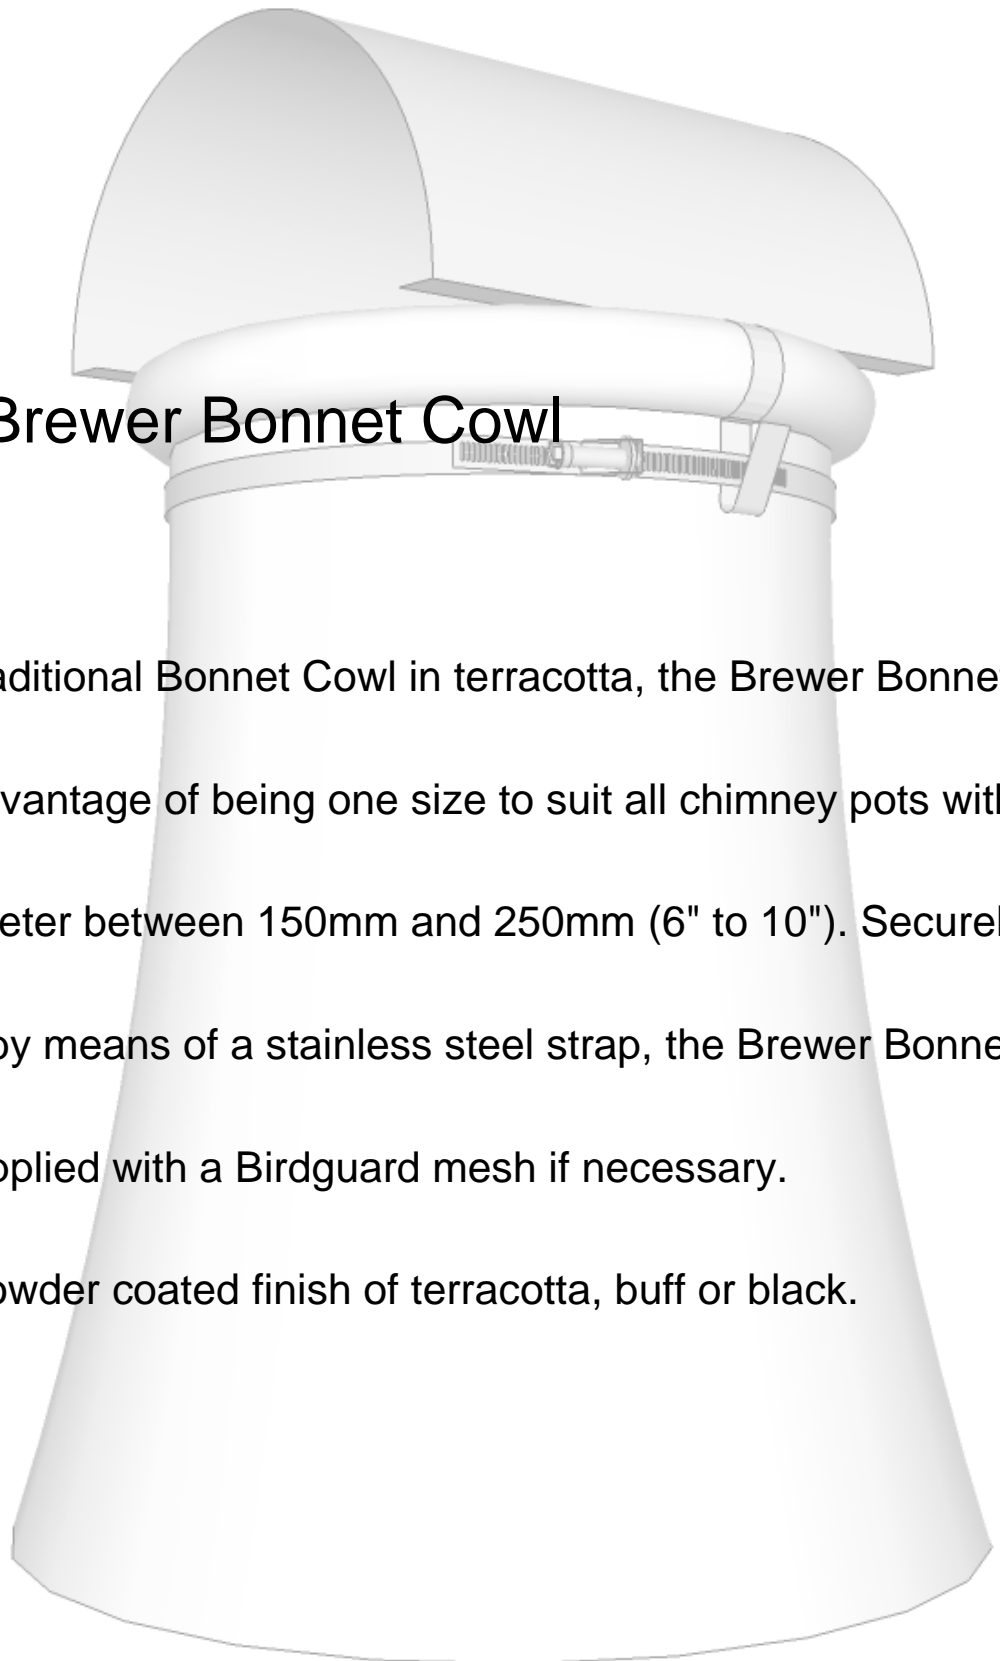 Brewer Bonnet Cowl
aditional Bonnet Cowl in terracotta, the Brewer Bonnet
vantage of being one size to suit all chimney pots with
eter between 150mm and 250mm (6" to 10"). Securel
by means of a stainless steel strap, the Brewer Bonne
pplied with a Birdguard mesh if necessary.
owder coated finish of terracotta, buff or black.